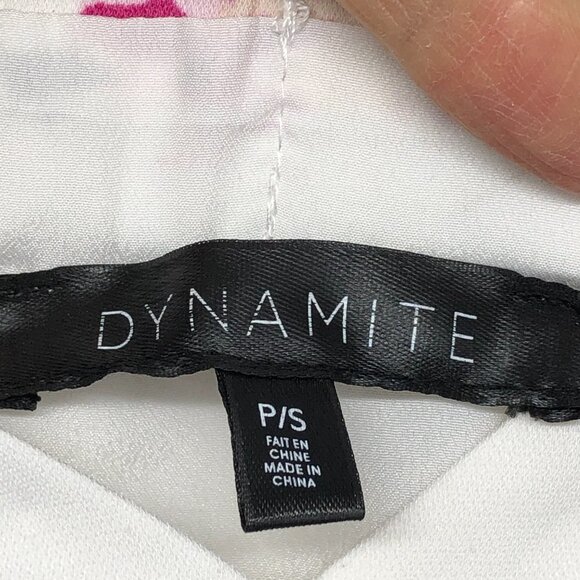 DYNAMITE
P/S
FAIT EN
CHINE
MADE IN
CHINA